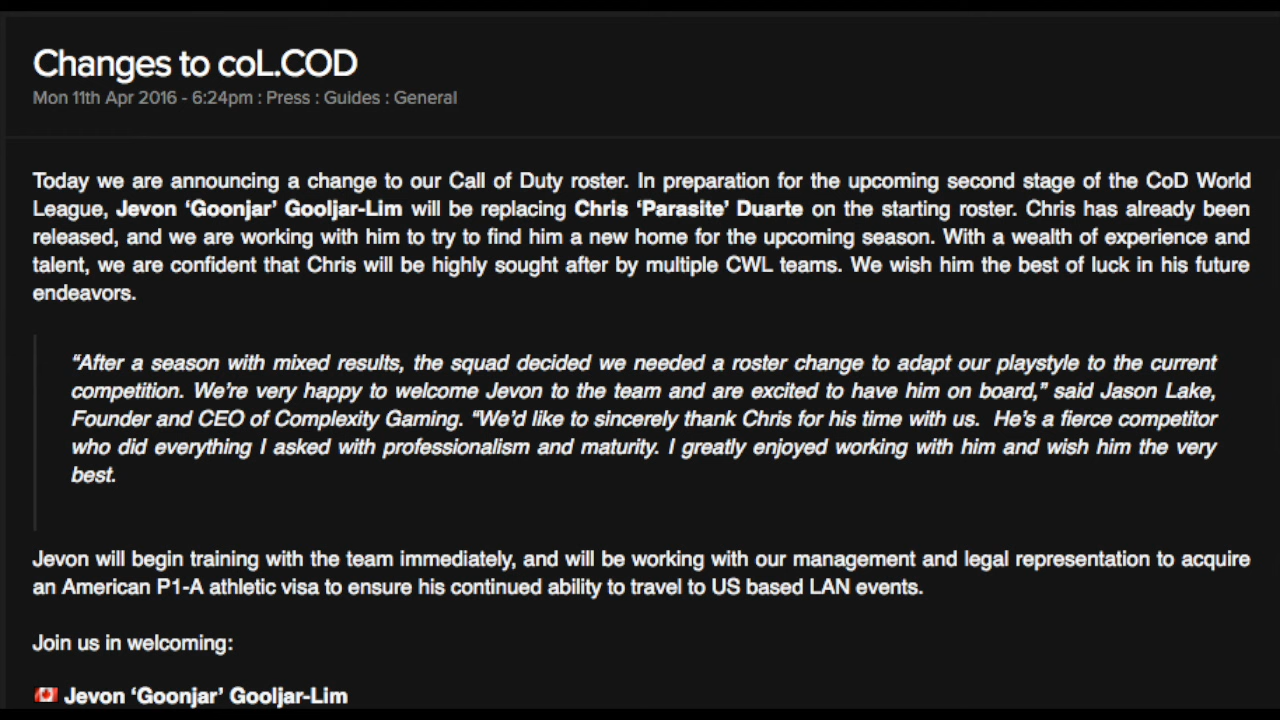 Changes to coL.COD
Mon 11th Apr 2016 - 6:24pm : Press : Guides : General
Today we are announcing a change to our Call of Duty roster. In preparation for the upcoming second stage of the CoD World
League, Jevon ‘Goonjar’ Gooljar-Lim will be replacing Chris ‘Parasite’ Duarte on the starting roster. Chris has already been
released, and we are working with him to try to find him a new home for the upcoming season. With a wealth of experience and
talent, we are confident that Chris will be highly sought after by multiple CWL teams. We wish him the best of luck in his future
endeavors.
“After a season with mixed results, the squad decided we needed a roster change to adapt our playstyle to the current
competition. We’re very happy to welcome Jevon to the team and are excited to have him on board,” said Jason Lake,
Founder and CEO of Complexity Gaming. “We’d like to sincerely thank Chris for his time with us.  He’s a fierce competitor
who did everything I asked with professionalism and maturity. I greatly enjoyed working with him and wish him the very
best.
Jevon will begin training with the team immediately, and will be working with our management and legal representation to acquire
an American P1-A athletic visa to ensure his continued ability to travel to US based LAN events.
Join us in welcoming:
Jevon ‘Goonjar’ Gooljar-Lim